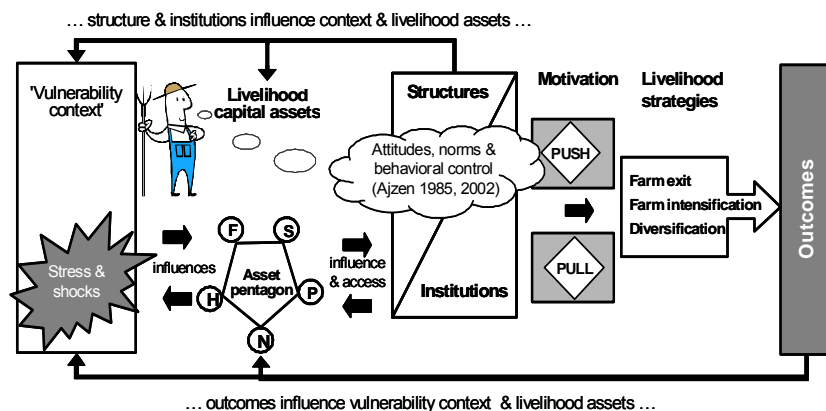 ... structure & institutions influence context & livelihood assets ...
'Vulnerability
context'
Livelihood
capital assets
Structures
Motivation
Livelihood
strategies
Attitudes, norms &
behavioral control
(Ajzen 1985, 2002)
PUSH
Farm exit
Farm intensification
Diversification
Outcomes
Stress &
shocks
influences
F
S
H
P
N
Asset
pentagon
influence
& access
Institutions
PULL
... outcomes influence vulnerability context & livelihood assets ...